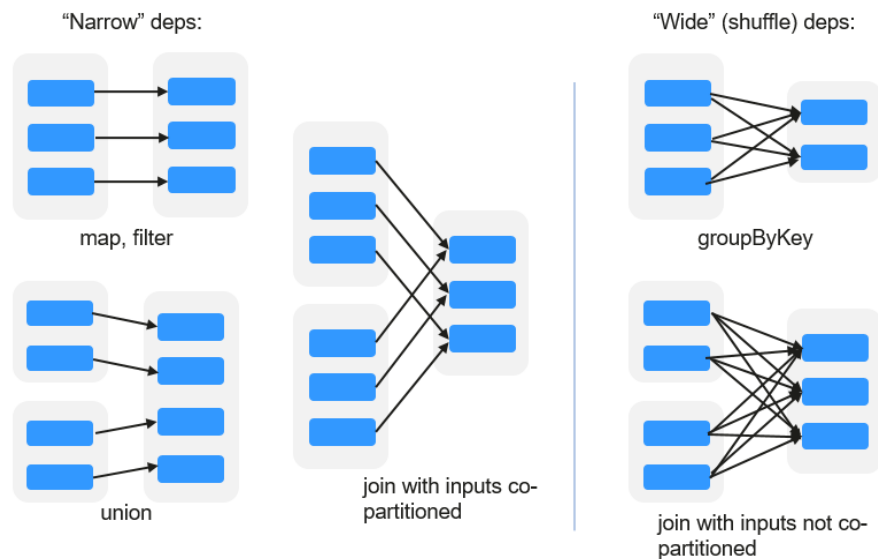 “Narrow” deps:
“Wide” (shuffle) deps:
map, filter
groupByKey
union
join with inputs co-
partitioned
join with inputs not co-
partitioned